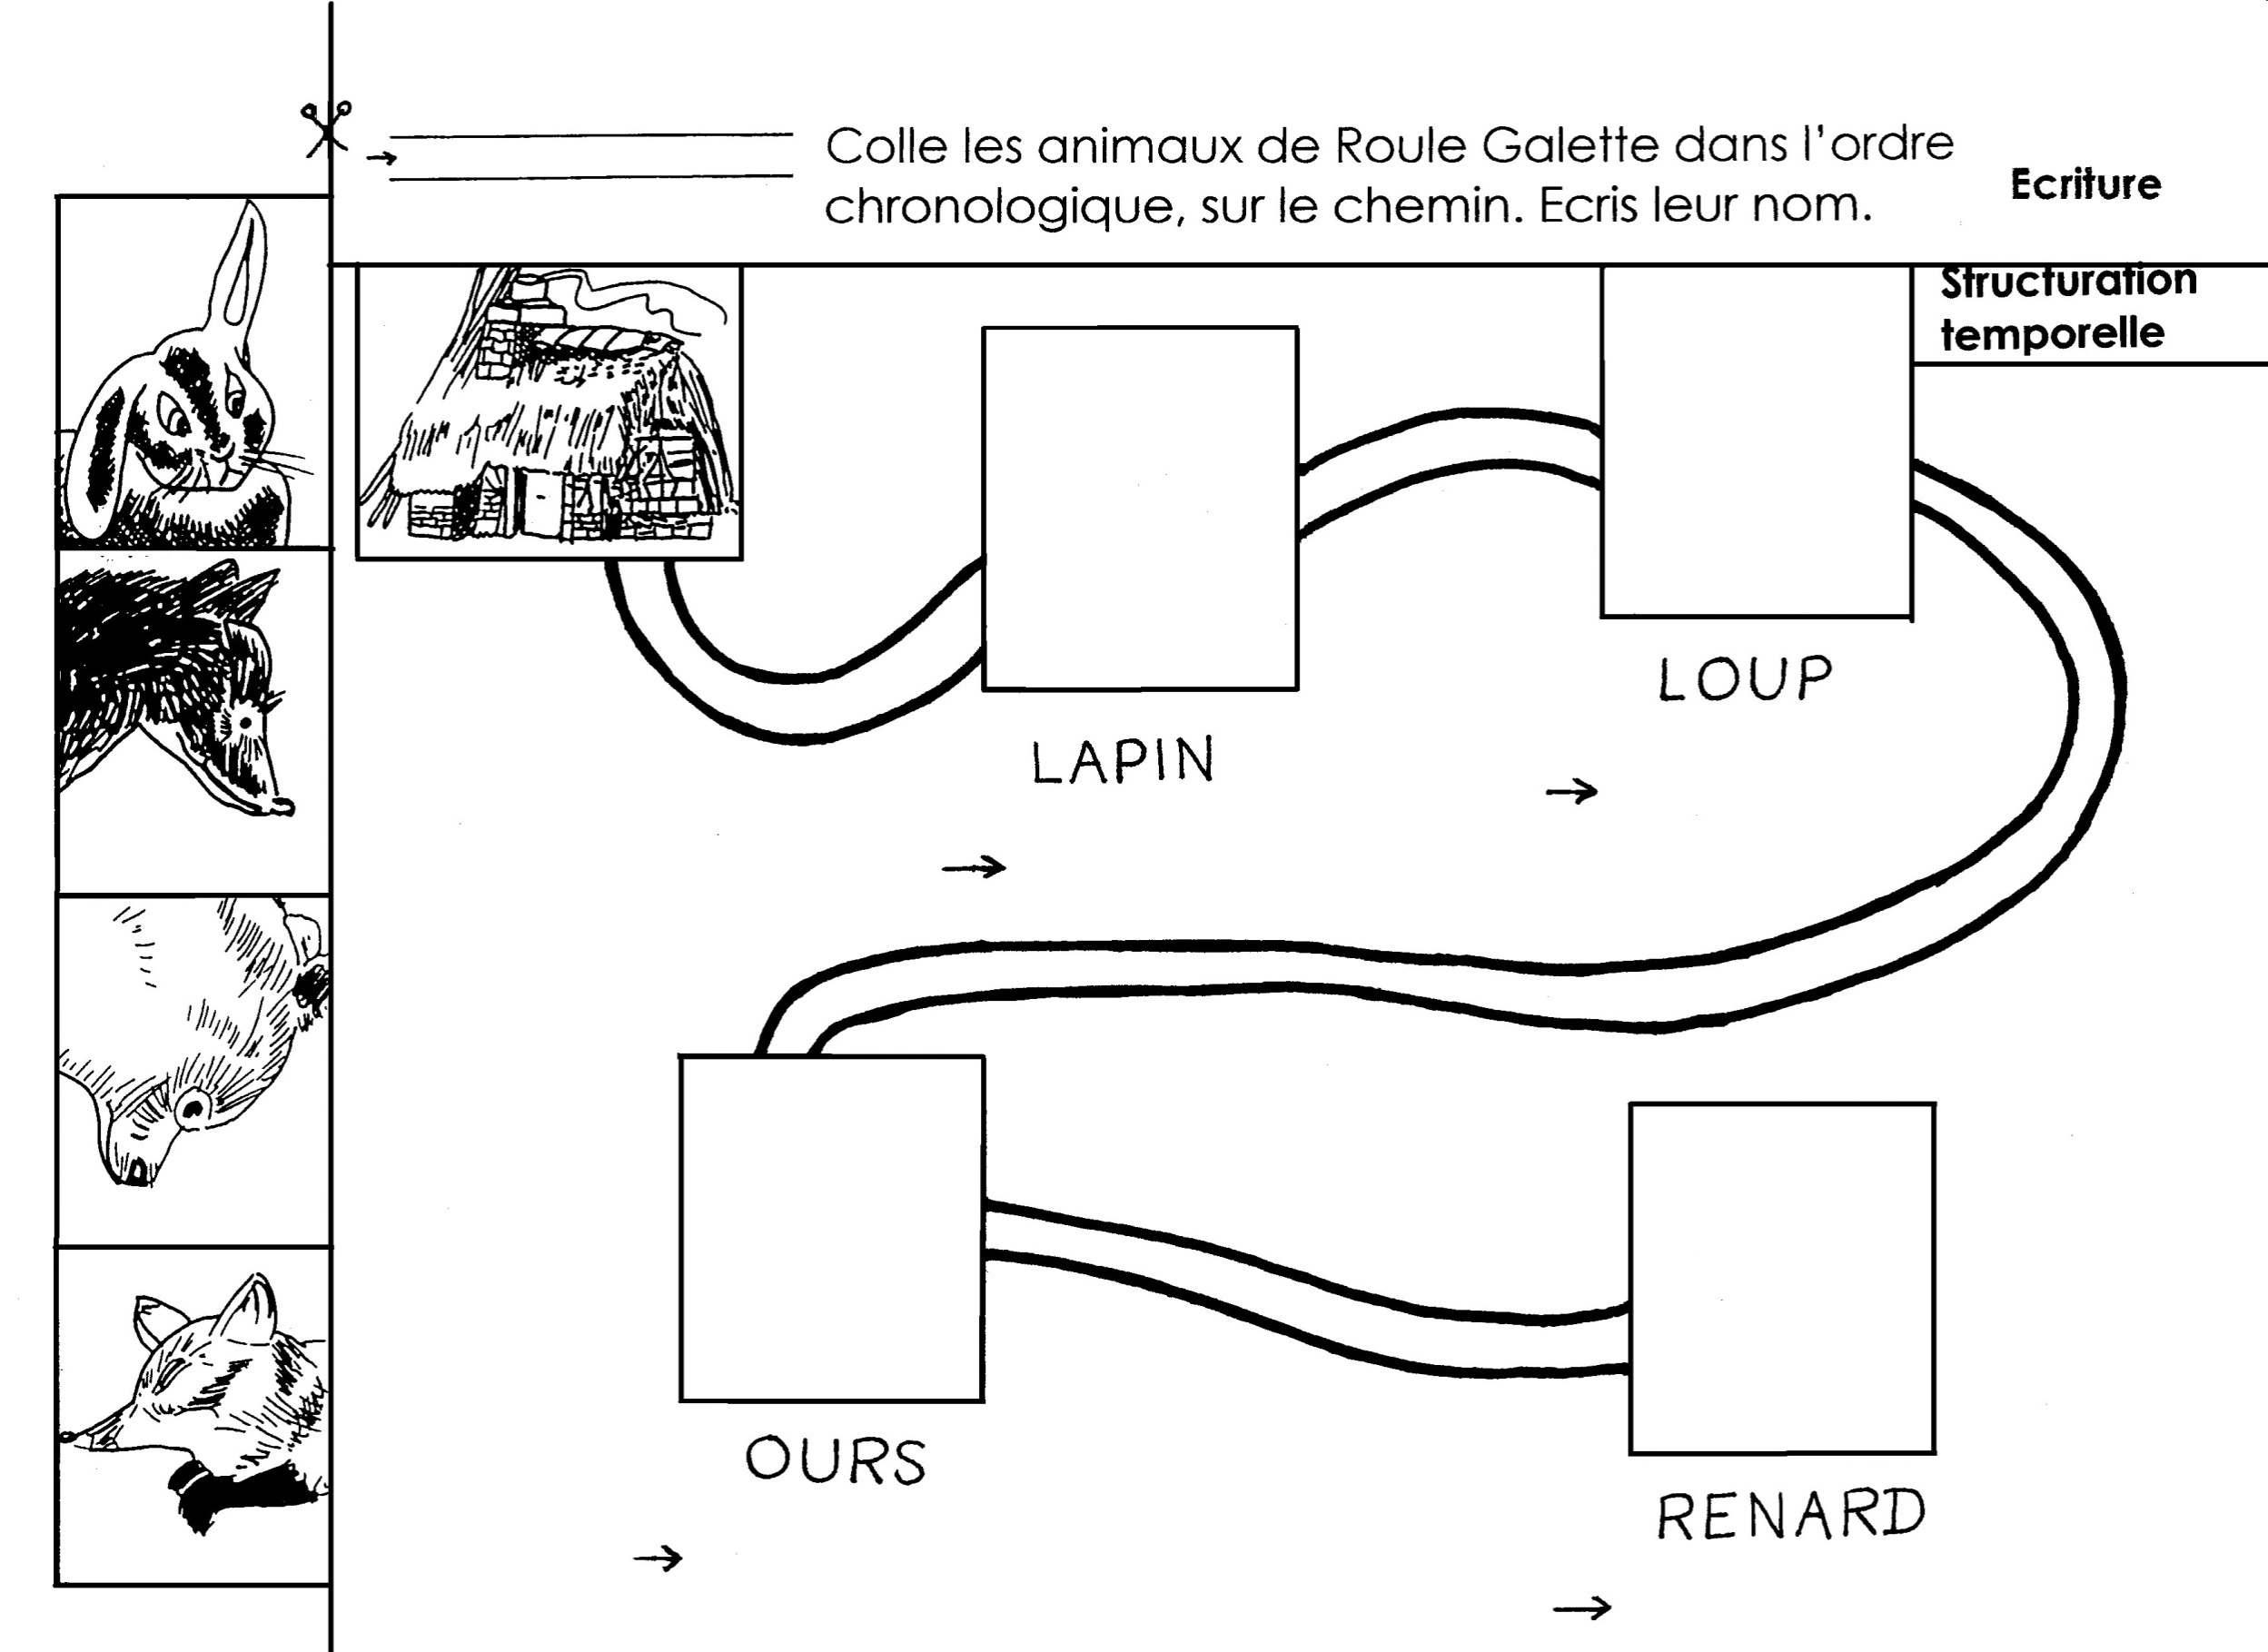 Colle les animaux de Roule Galette dans l'ordre
chronologique, sur le chemin. Ecris leur nom.
Ecriture
Structuration
temporelle
LOUP
LAPIN
OURS
RENARD